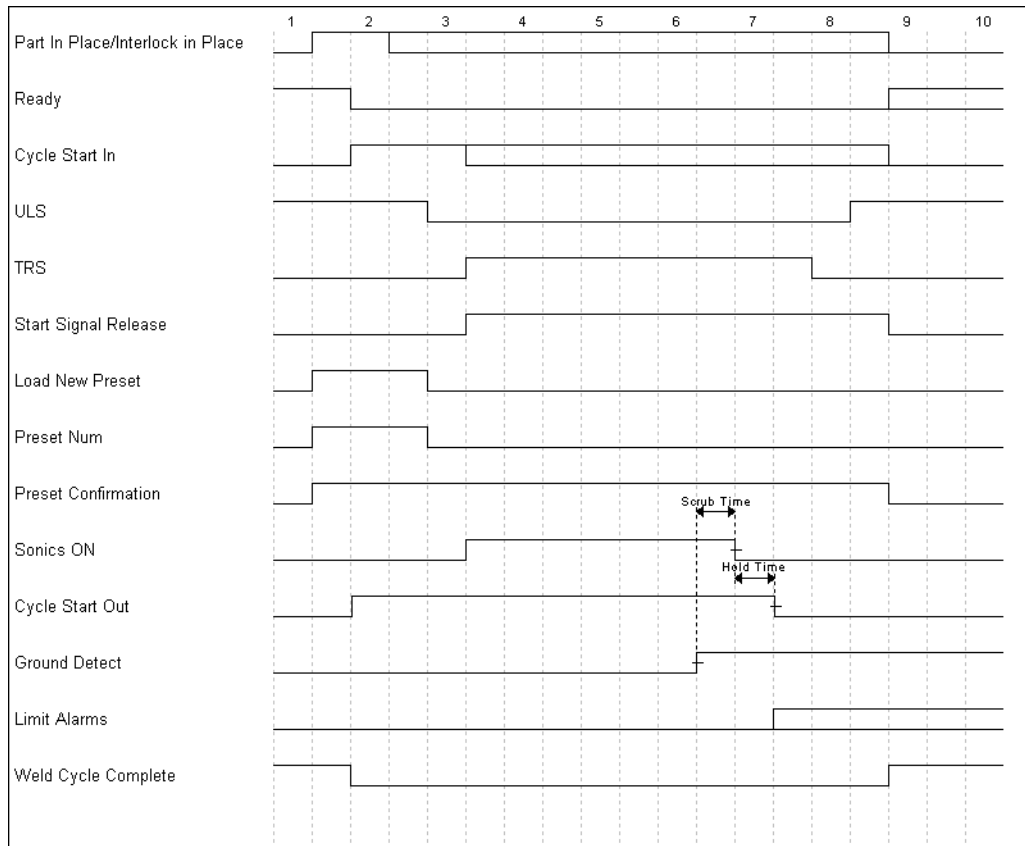 1 2 3 4 5 6 7 8 9 10
Part In Place/Interlock in Place
Ready
Cycle Start In
ULS
TRS
Start Signal Release
Load New Preset
Preset Num
Preset Confirmation
Scrub Time
Sonics ON
Hold Time
Cycle Start Out
Ground Detect
Limit Alarms
Weld Cycle Complete